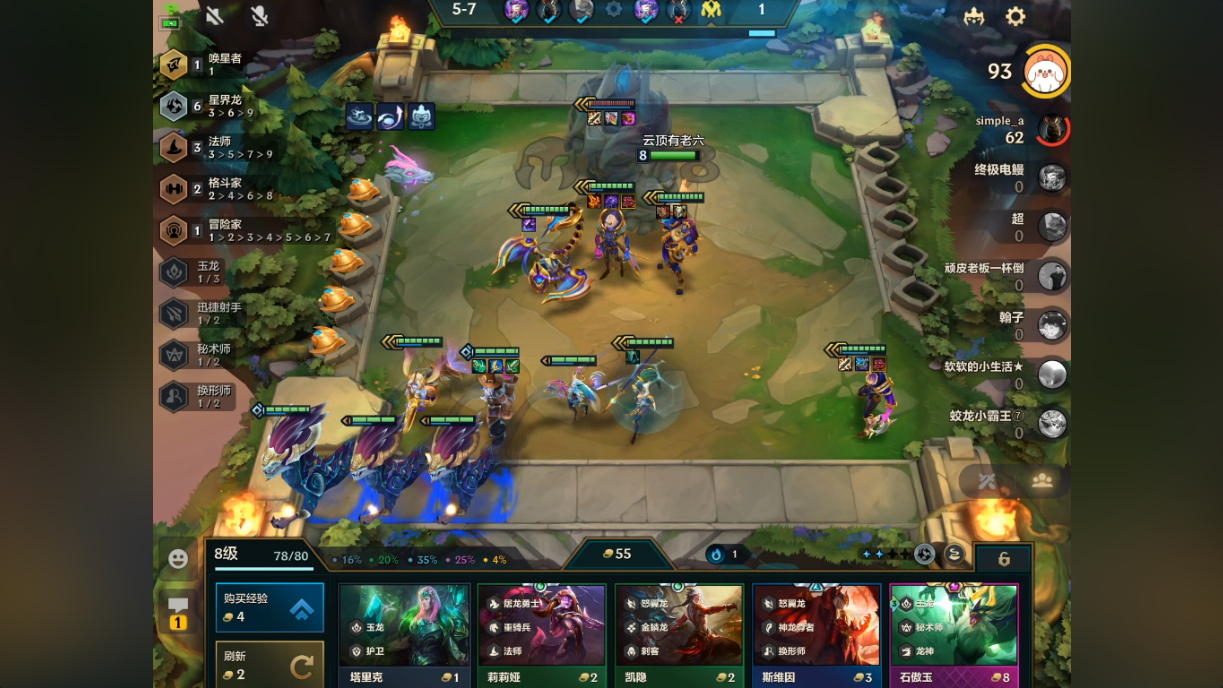 5-7
1
1 唤星者
1
6 星界龙
3 > 6 > 9
3 法师
3 > 5 > 7 > 9
2 格斗家
2 > 4 > 6 > 8
1 冒险家
1 > 2 > 3 > 4 > 5 > 6 > 7
玉龙
1 / 3
迅捷射手
1 / 2
秘术师
1 / 2
换形师
1 / 2
云顶有老六
8
93
simple_a
62
终极电鳗
0
超
0
顽皮老板一杯倒
0
翰子
0
软软的小生活★
0
蛟龙小霸王⑦
0
8级 78/80
16% 20% 35% 25% 4%
55
1
购买经验
4
刷新
2
1
玉龙
护卫
塔里克 1
屠龙勇士
重骑兵
法师
莉莉娅 2
怒翼龙
金鳞龙
刺客
凯隐 2
怒翼龙
神龙尊者
换形师
斯维因 3
3 玉龙
秘术师
龙神
石傲玉 8